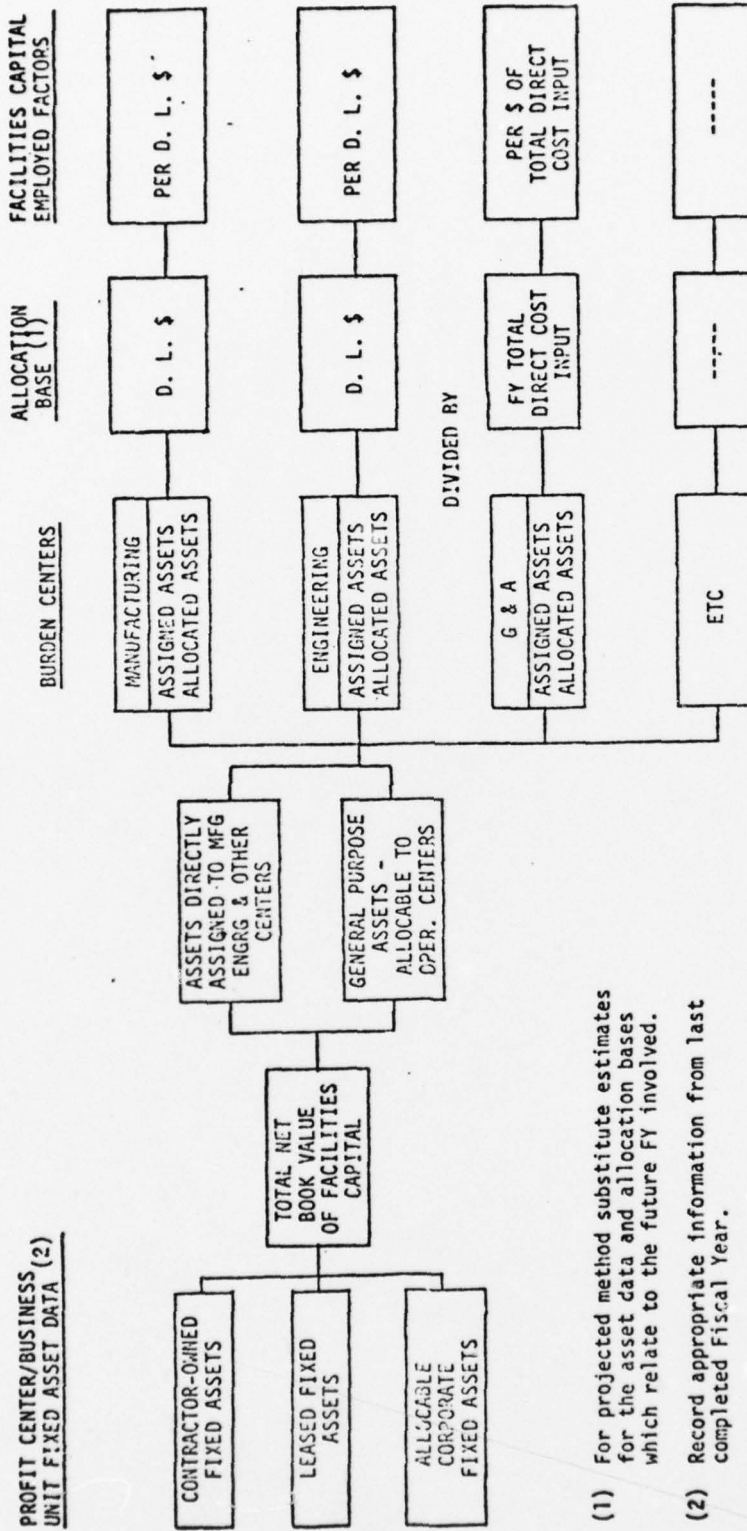 PROFIT CENTER/BUSINESS
UNIT FIXED ASSET DATA (2)
CONTRACTOR-OWNED
FIXED ASSETS
LEASED FIXED
ASSETS
ALLOCABLE
CORPORATE
FIXED ASSETS
TOTAL NET
BOOK VALUE
OF FACILITIES
CAPITAL
ASSETS DIRECTLY
ASSIGNED TO MFG
ENGRG & OTHER
CENTERS
GENERAL PURPOSE
ASSETS -
ALLOCABLE TO
OPER. CENTERS
BURDEN CENTERS
MANUFACTURING
ASSIGNED ASSETS
ALLOCATED ASSETS
ENGINEERING
ASSIGNED ASSETS
ALLOCATED ASSETS
G & A
ASSIGNED ASSETS
ALLOCATED ASSETS
ETC
DIVIDED BY
ALLOCATION
BASE (1)
D. L. $
D. L. $
FY TOTAL
DIRECT COST
INPUT
-----
FACILITIES CAPITAL
EMPLOYED FACTORS
PER D. L. $
PER D. L. $
PER $ OF
TOTAL DIRECT
COST INPUT
-----
(1) For projected method substitute estimates
for the asset data and allocation bases
which relate to the future FY involved.
(2) Record appropriate information from last
completed Fiscal Year.